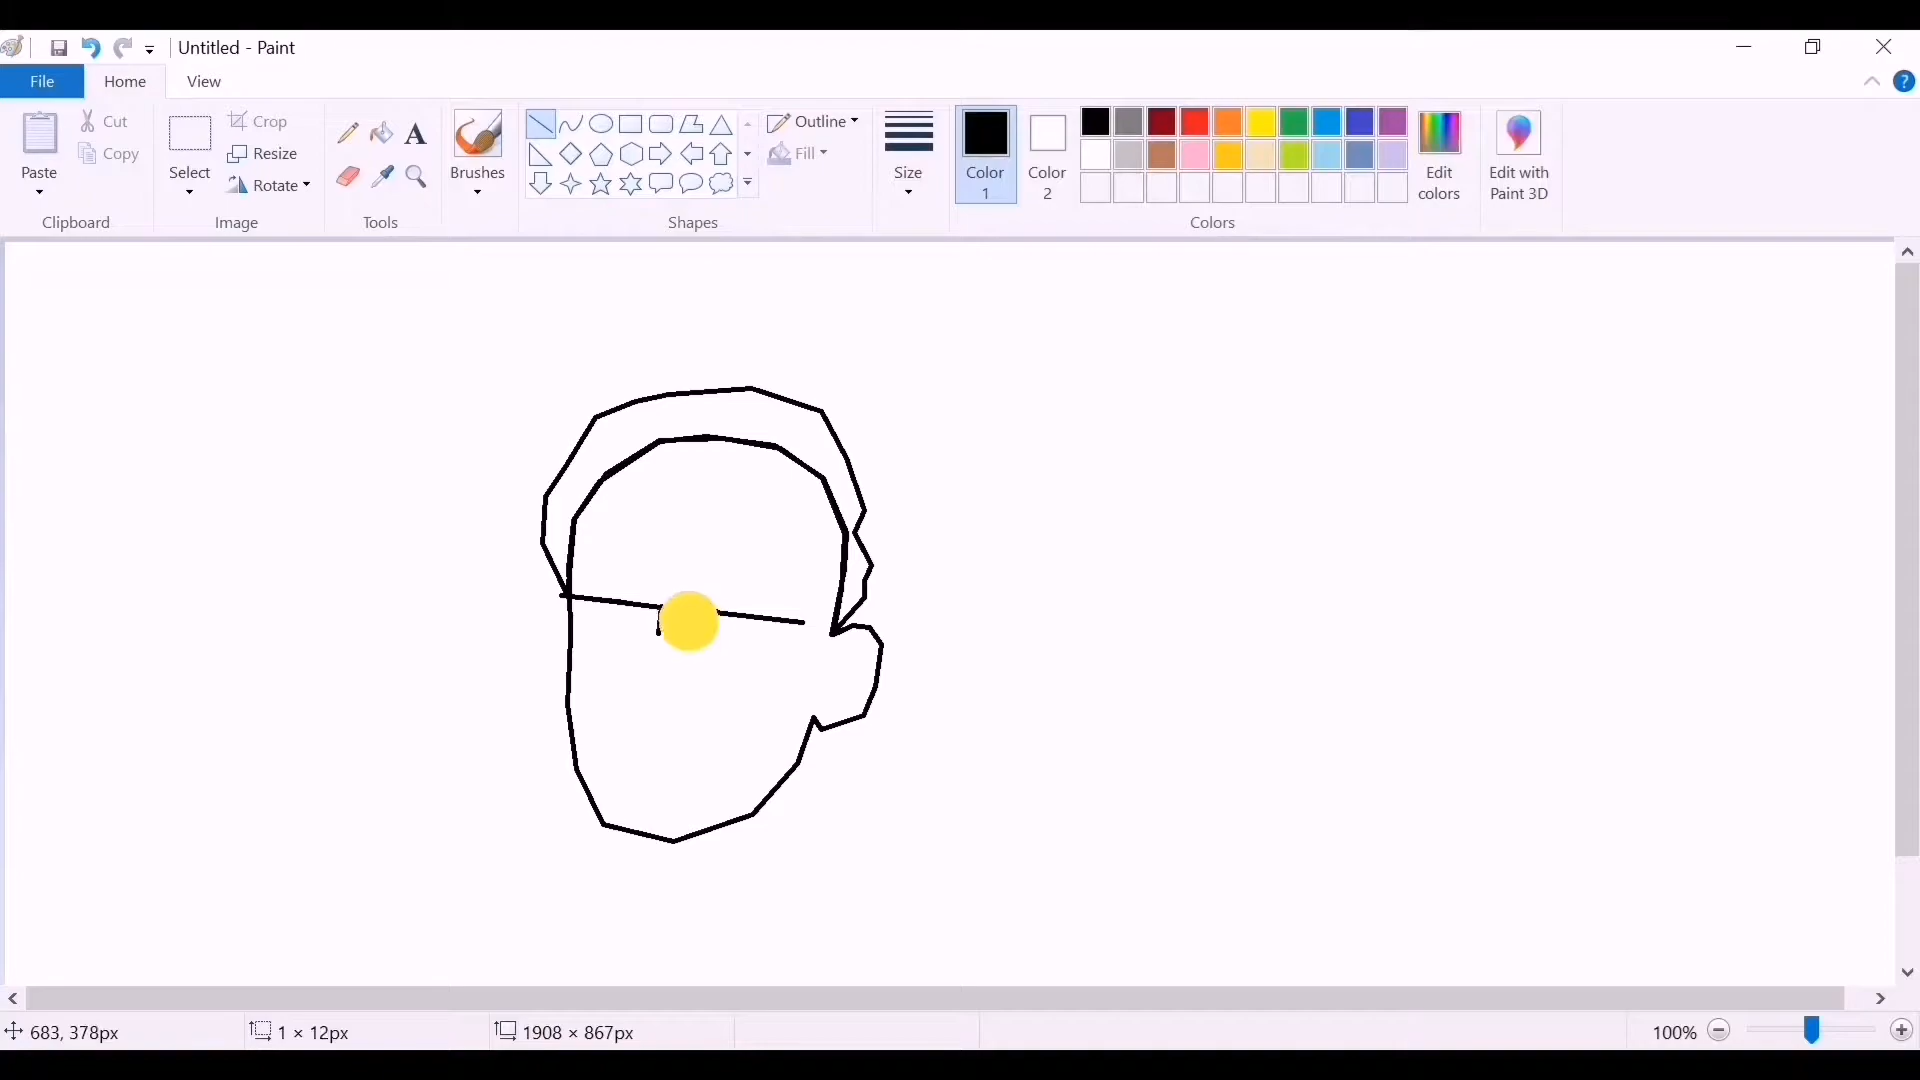 Untitled - Paint
File Home View
Paste
Cut
Copy
Clipboard
Select
Crop
Resize
Rotate
Image
A
Tools
Brushes
Shapes
Outline
Fill
Size
Color 1
Color 2
Colors
Edit colors
Edit with Paint 3D
?
683, 378px 1 × 12px 1908 × 867px 100%